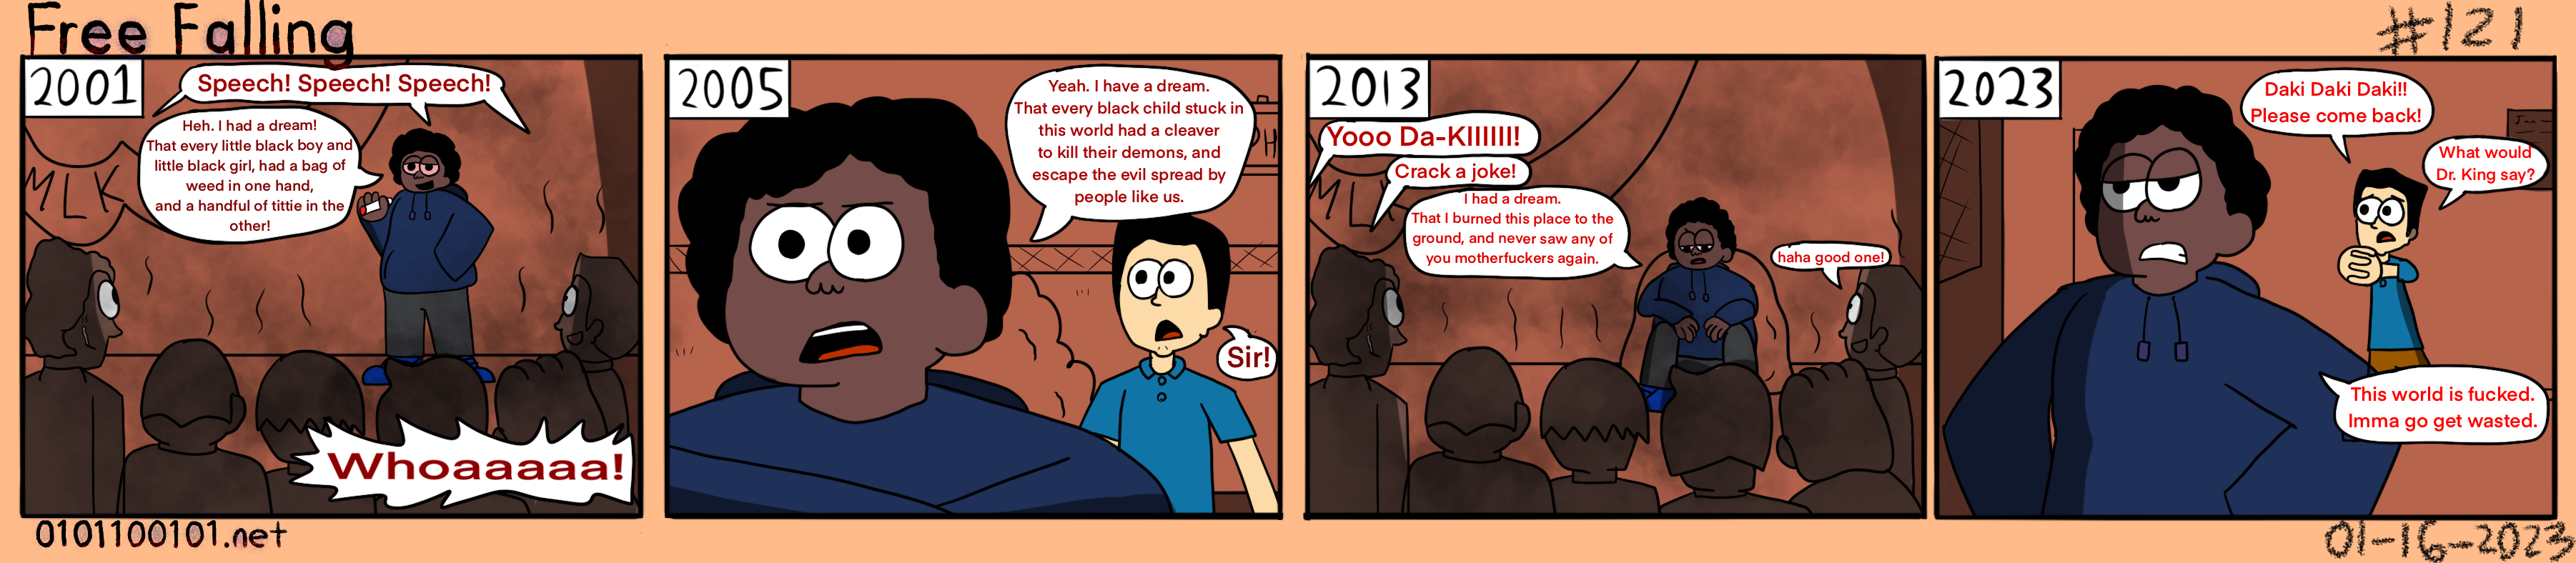 Free Falling
#121
2001
Speech! Speech! Speech!
Heh. I had a dream!
That every little black boy and
little black girl, had a bag of
weed in one hand,
and a handful of tittie in the
other!
MLK
Whoaaaaa!
2005
Yeah. I have a dream.
That every black child stuck in
this world had a cleaver
to kill their demons, and
escape the evil spread by
people like us.
Sir!
2013
Yooo Da-KIIIIII!
Crack a joke!
MLK
I had a dream.
That I burned this place to the
ground, and never saw any of
you motherfuckers again.
haha good one!
2023
Daki Daki Daki!!
Please come back!
What would
Dr. King say?
This world is fucked.
Imma go get wasted.
0101100101.net
01-16-2023